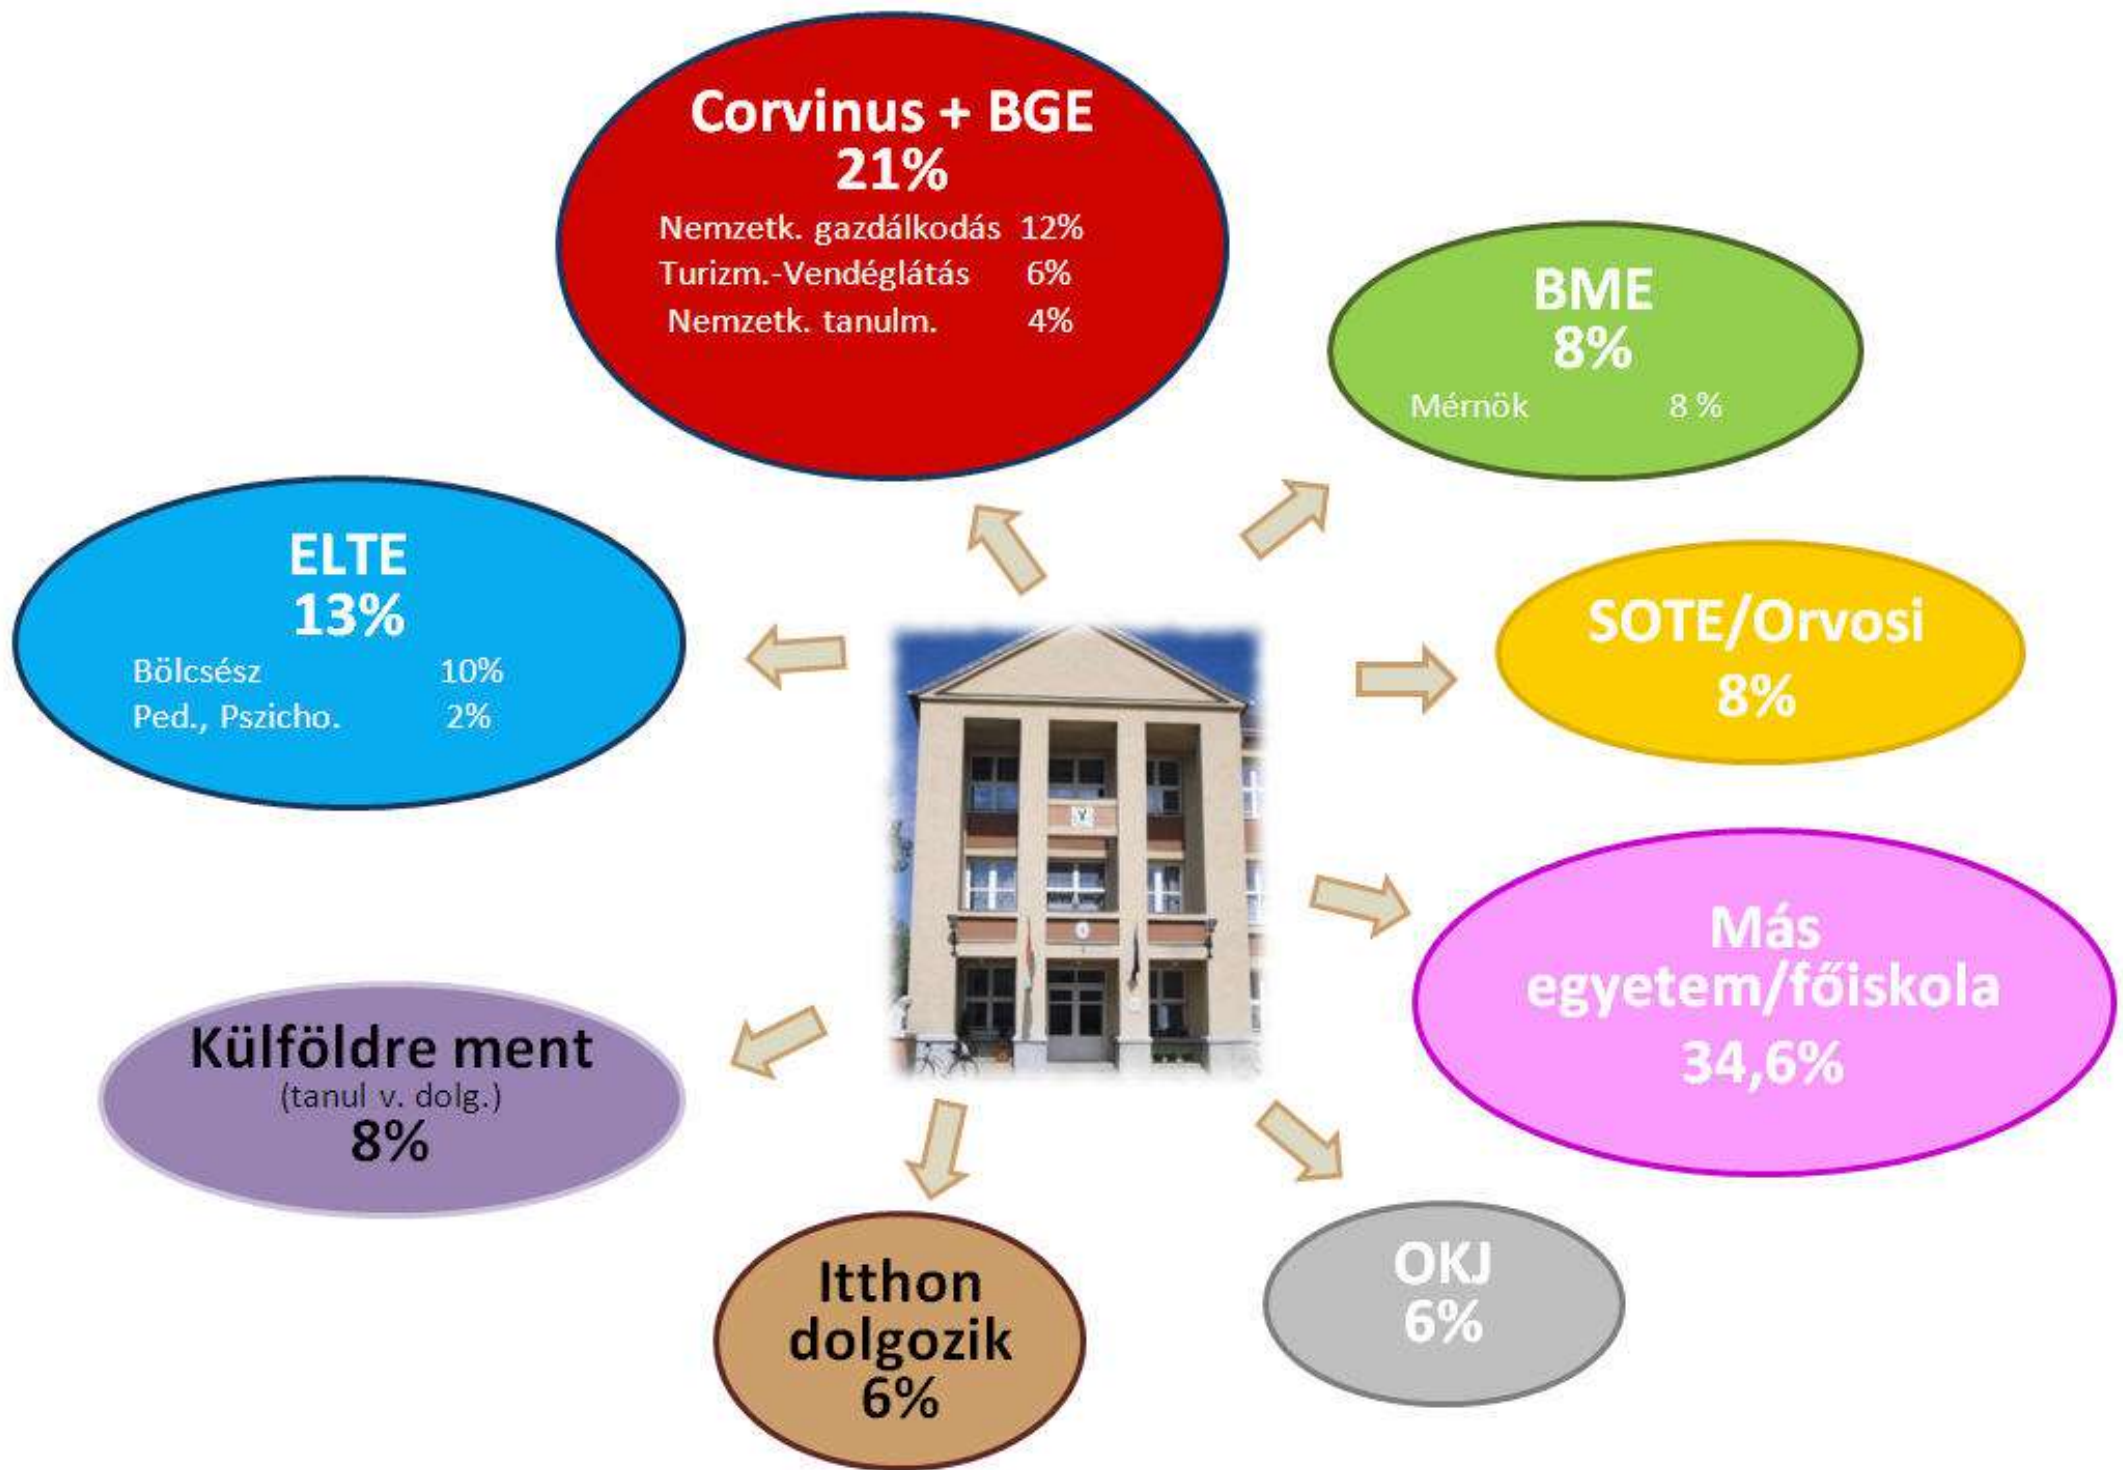 Corvinus + BGE
21%
Nemzetk. gazdálkodás 12%
Turizm.-Vendéglátás 6%
Nemzetk. tanulm. 4%
BME
8%
Mérnök 8 %
ELTE
13%
Bölcsész 10%
Ped., Pszicho. 2%
SOTE/Orvosi
8%
Más
egyetem/főiskola
34,6%
Külföldre ment
(tanul v. dolg.)
8%
Itthon
dolgozik
6%
OKJ
6%